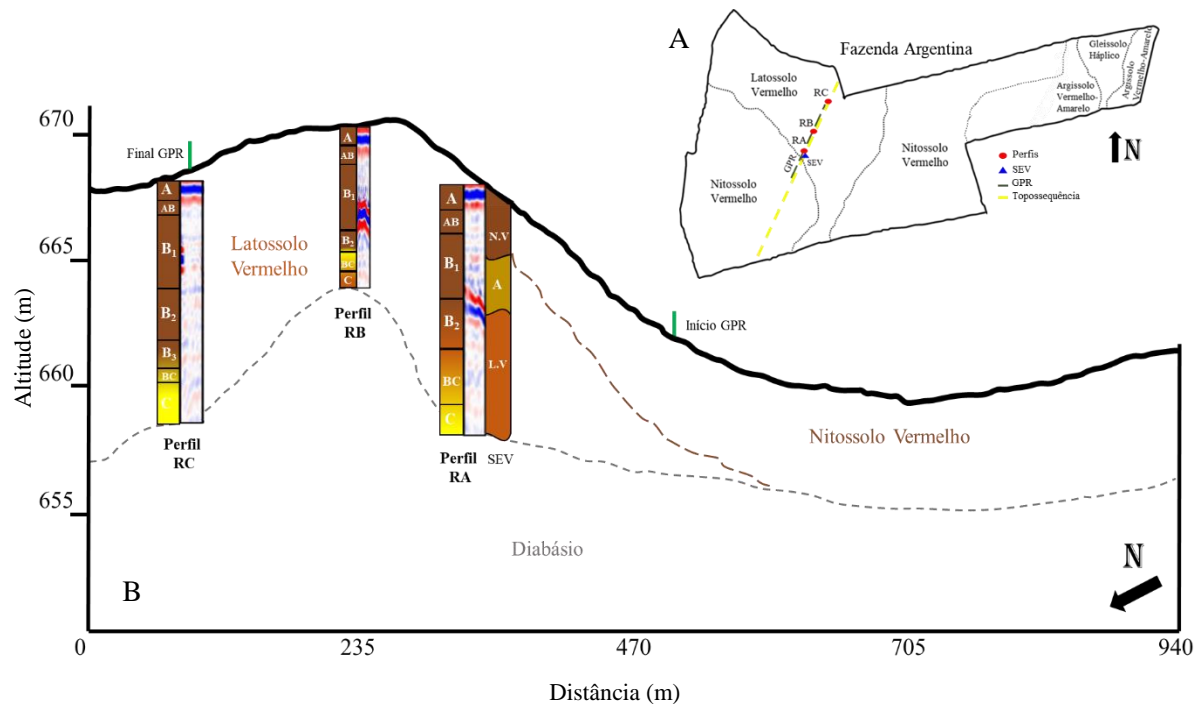 A
Fazenda Argentina
Latossolo
Vermelho
Nitossolo
Vermelho
Nitossolo
Vermelho
Argissolo
Vermelho-
Amarelo
Gleissolo
Háplico
Argissolo
Vermelho-Amarelo
RC
RB
RA
SEV
GPR
N
Perfis
SEV
GPR
Topossequência
Altitude (m)
670
665
660
655
Final GPR
Início GPR
Latossolo
Vermelho
Nitossolo Vermelho
Diabásio
A
AB
B1
B2
B3
BC
C
Perfil
RC
A
AB
B1
B2
BC
C
Perfil
RB
A
AB
B1
B2
BC
C
Perfil
RA
N.V
A
L.V
SEV
B
N
0
235
470
705
940
Distância (m)